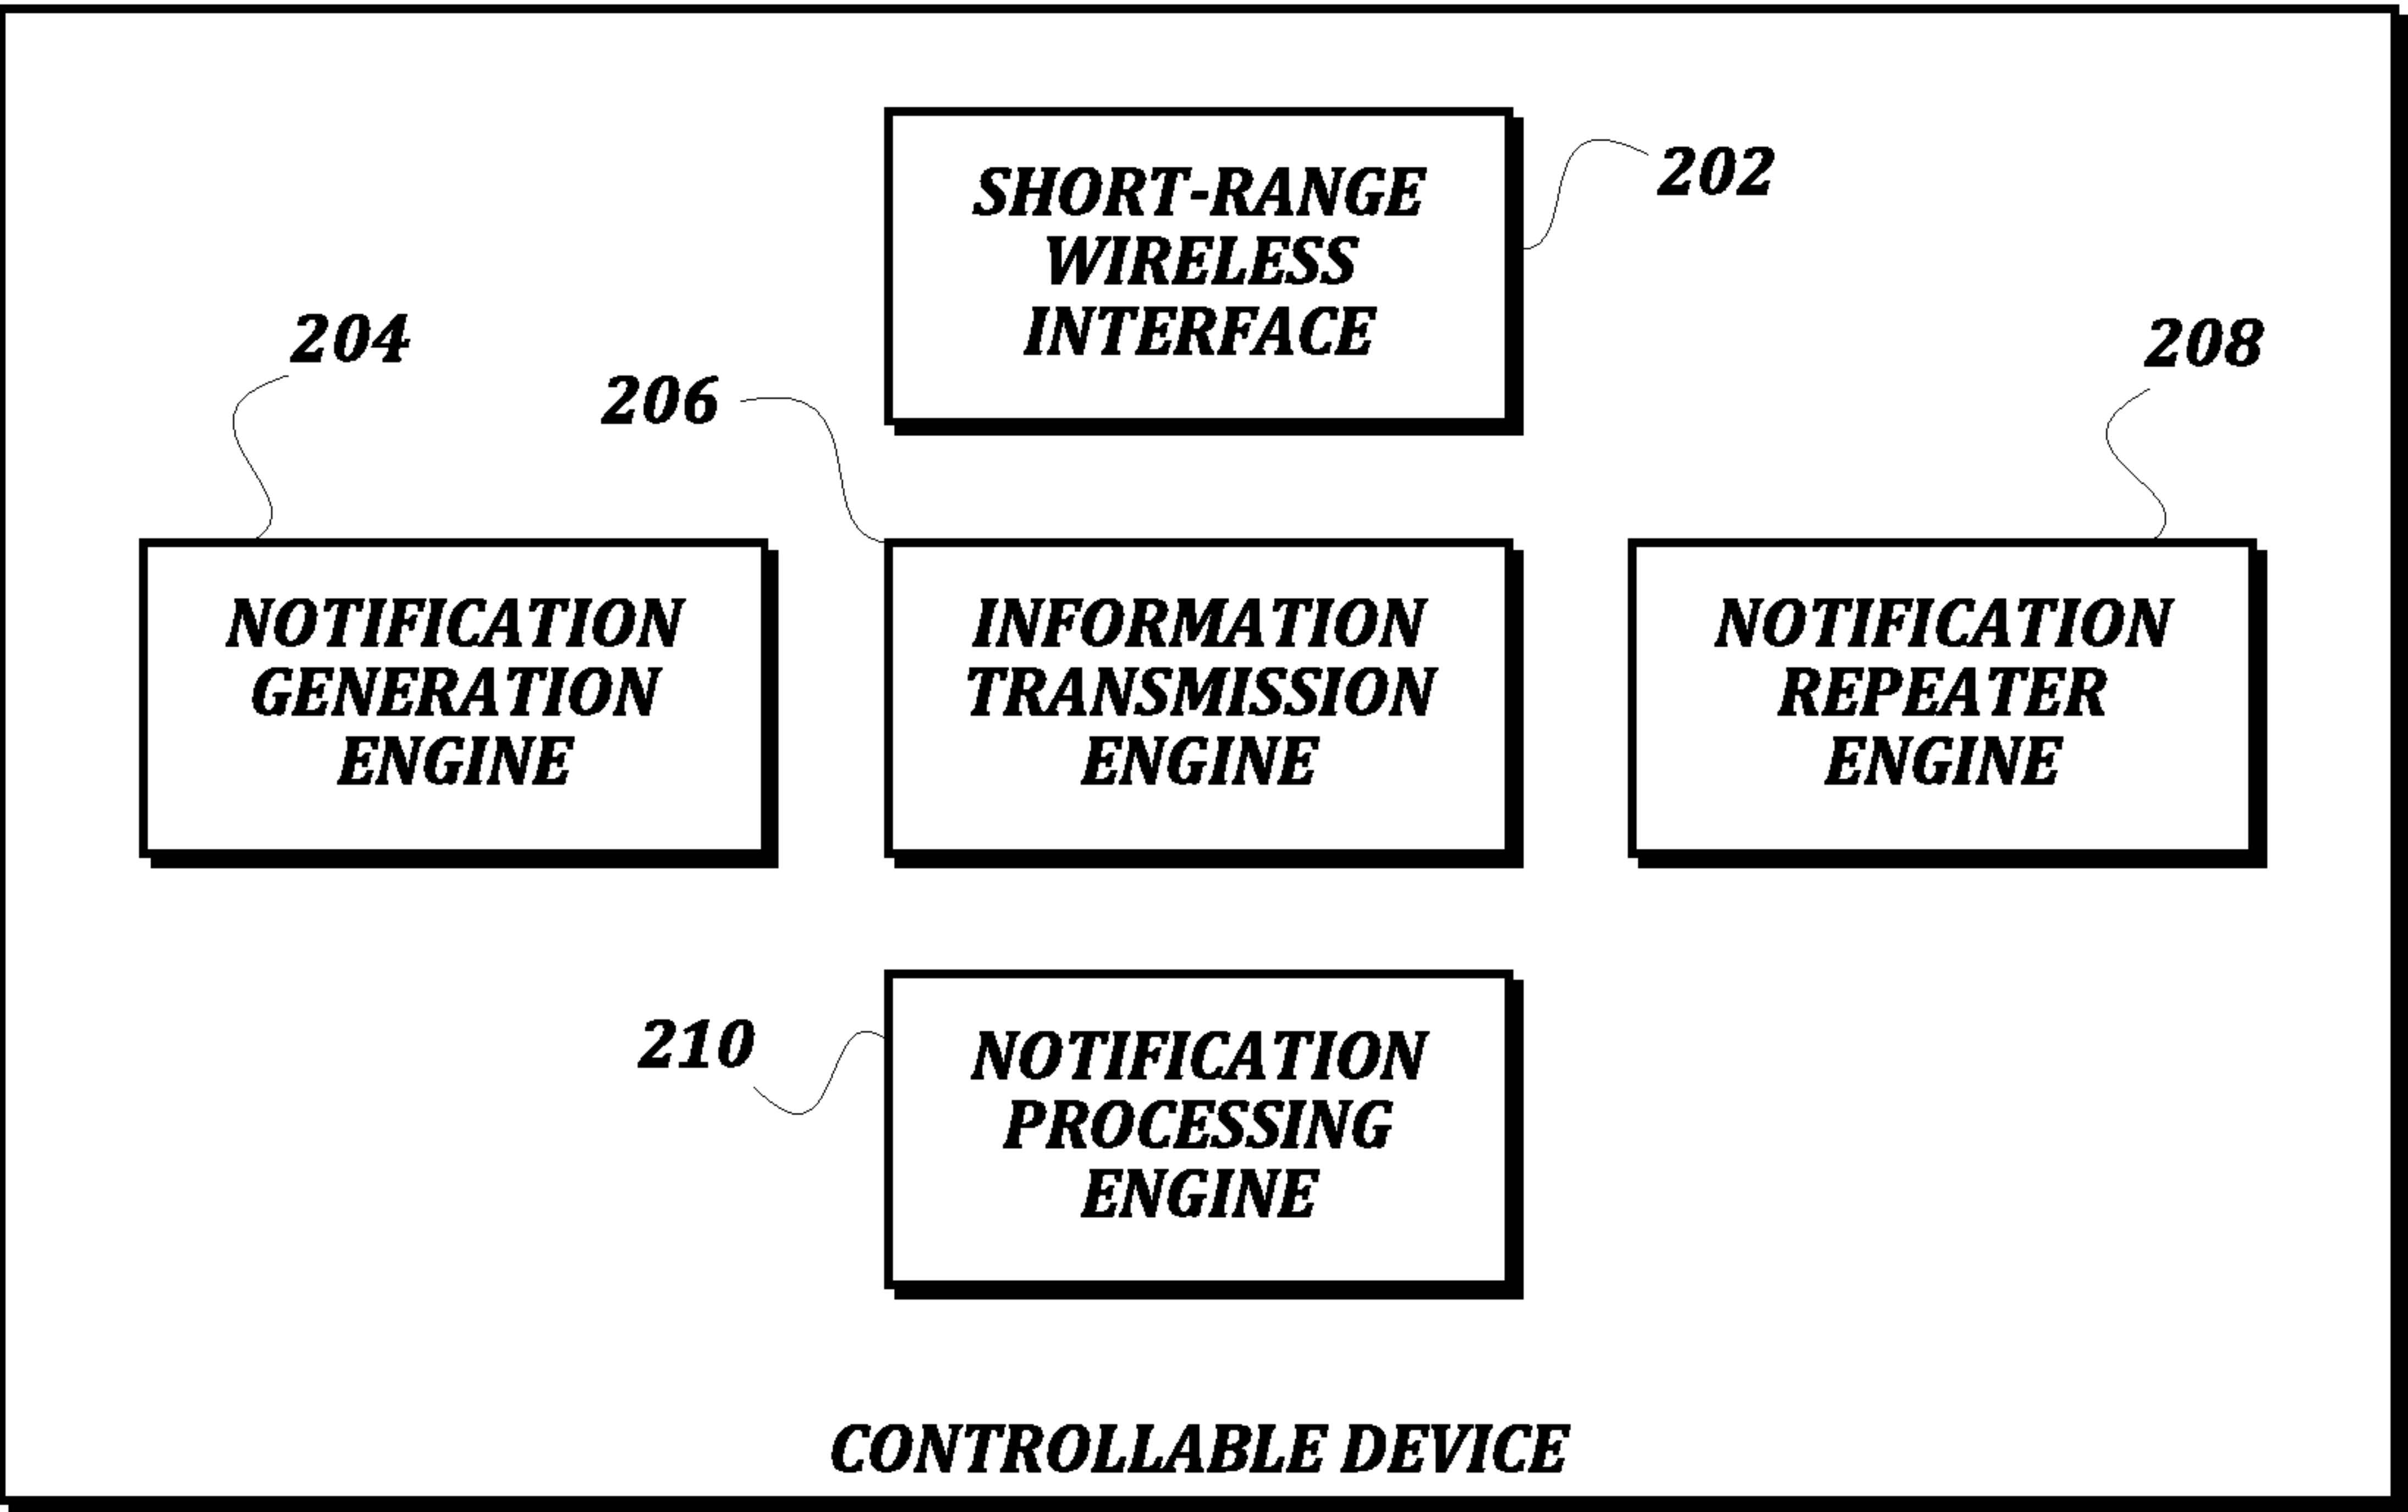 SHORT-RANGE
WIRELESS
INTERFACE
202
204
206
208
NOTIFICATION
GENERATION
ENGINE
INFORMATION
TRANSMISSION
ENGINE
NOTIFICATION
REPEATER
ENGINE
210
NOTIFICATION
PROCESSING
ENGINE
CONTROLLABLE DEVICE